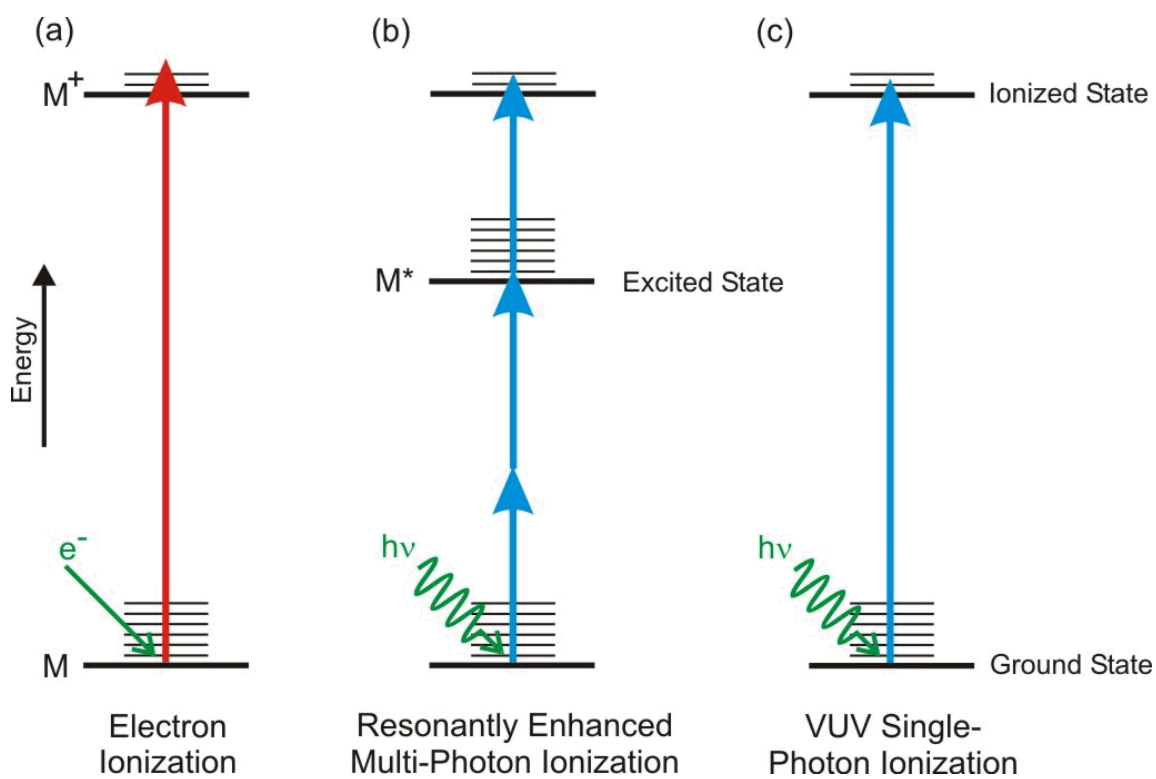 (a)
(b)
(c)
M⁺
Ionized State
M*
Excited State
Energy
e⁻
hν
hν
M
Ground State
Electron
Ionization
Resonantly Enhanced
Multi-Photon Ionization
VUV Single-
Photon Ionization